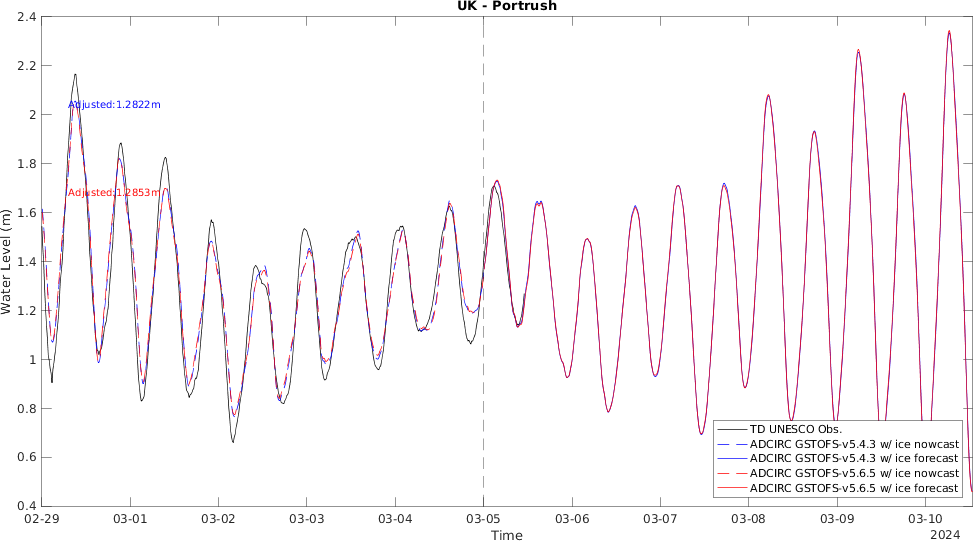 UK - Portrush
2.4
2.2
2
1.8
1.6
1.4
1.2
1
0.8
0.6
0.4
Water Level (m)
Adjusted:1.2822m
Adjusted:1.2853m
TD UNESCO Obs.
ADCIRC GSTOFS-v5.4.3 w/ ice nowcast
ADCIRC GSTOFS-v5.4.3 w/ ice forecast
ADCIRC GSTOFS-v5.6.5 w/ ice nowcast
ADCIRC GSTOFS-v5.6.5 w/ ice forecast
02-29 03-01 03-02 03-03 03-04 03-05 03-06 03-07 03-08 03-09 03-10
Time
2024